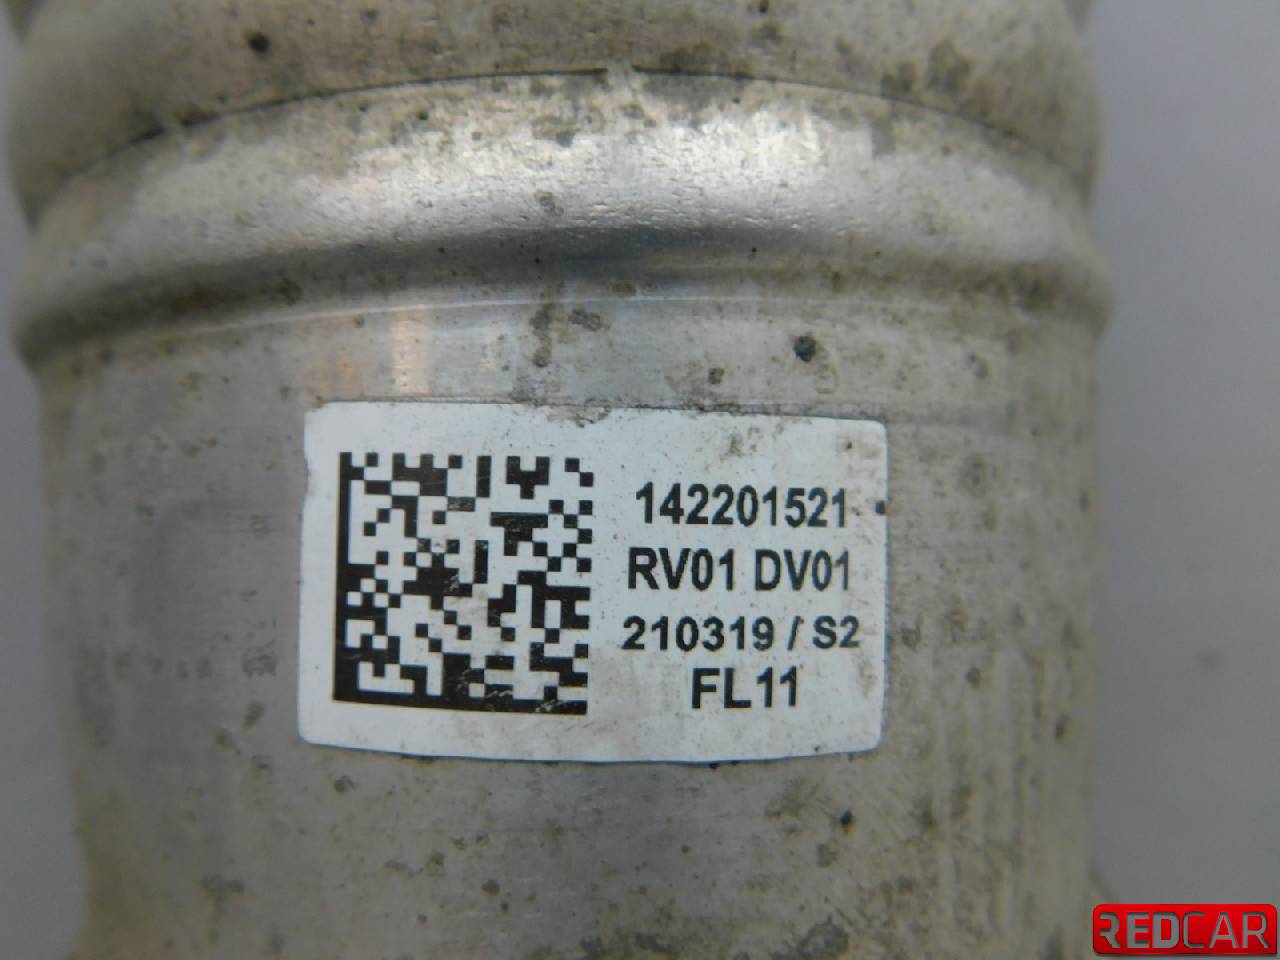 142201521
RV01 DV01
210319 / S2
FL11
REDCAR